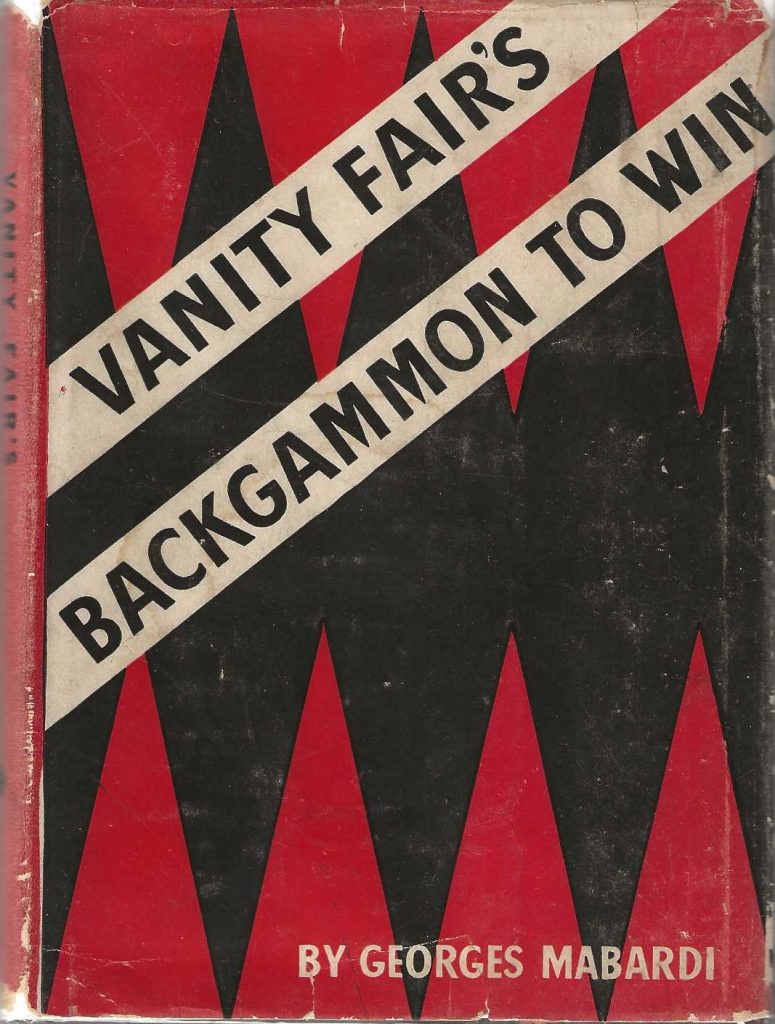 VANITY FAIR'S
BACKGAMMON TO WIN
BY GEORGES MABARDI
VANITY FAIR'S